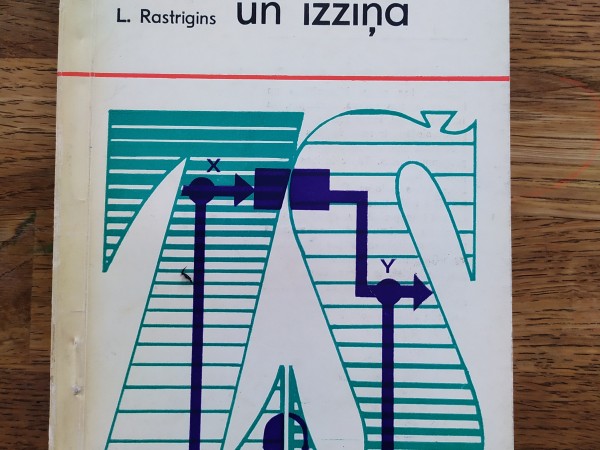 L. Rastrigins un izziņa
X
Y